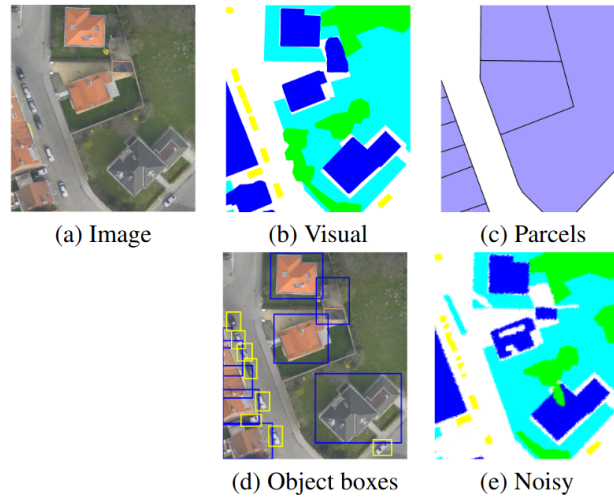 (a) Image
(b) Visual
(c) Parcels
(d) Object boxes
(e) Noisy